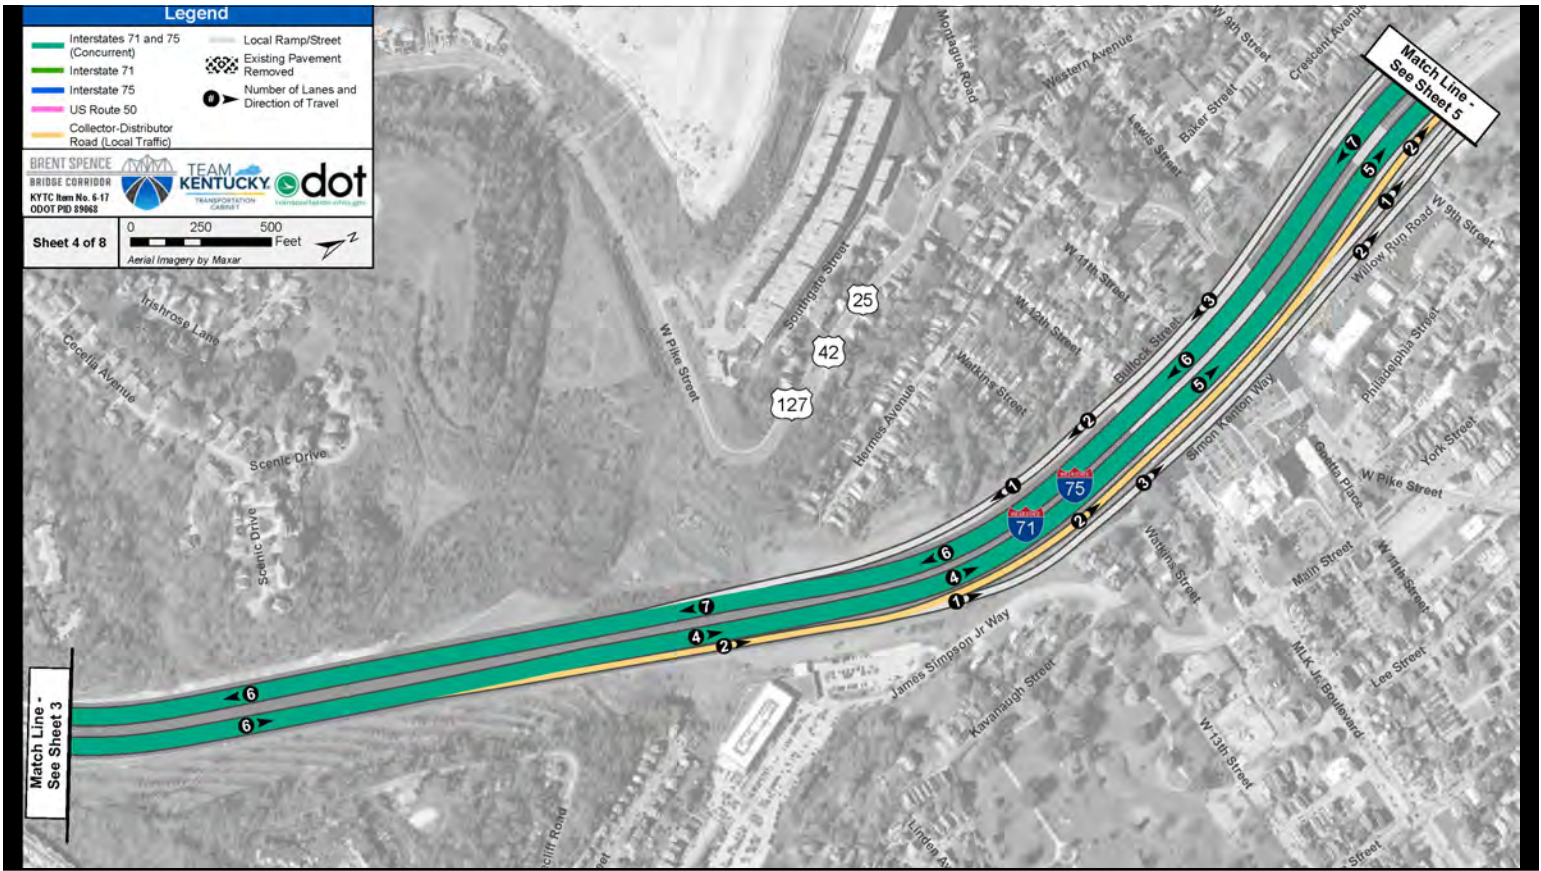 Legend
Interstates 71 and 75
(Concurrent)
Interstate 71
Interstate 75
US Route 50
Collector-Distributor
Road (Local Traffic)
Local Ramp/Street
Existing Pavement
Removed
#
Number of Lanes and
Direction of Travel
BRENT SPENCE
BRIDGE CORRIDOR
KYTC Item No. 6-17
ODOT PID 89068
TEAM
KENTUCKY
TRANSPORTATION
CABINET
dot
Sheet 4 of 8
0 250 500
Feet
Z
Aerial Imagery by Maxar
Match Line -
See Sheet 5
Match Line -
See Sheet 3
Montague Road
Western Avenue
W 9th Street
Crescent Avenue
Baker Street
Lewis Street
W 9th Street
Willow Run Road
Southgate Street
W 11th Street
W 12th Street
Bullock Street
Watkins Street
Hermes Avenue
W Pike Street
Irishrose Lane
Cecelia Avenue
Scenic Drive
Scenic Drive
25
42
127
75
71
Simon Kenton Way
Philadelphia Street
York Street
Goetta Place
W Pike Street
Watkins Street
Main Street
W 11th Street
MLK Jr. Boulevard
Lee Street
W 13th Street
James Simpson Jr Way
Kavanaugh Street
Linden Av
cliff Road
eet
Street
7
5
2
1
2
3
6
5
2
1
3
2
6
4
1
7
4
2
6
6